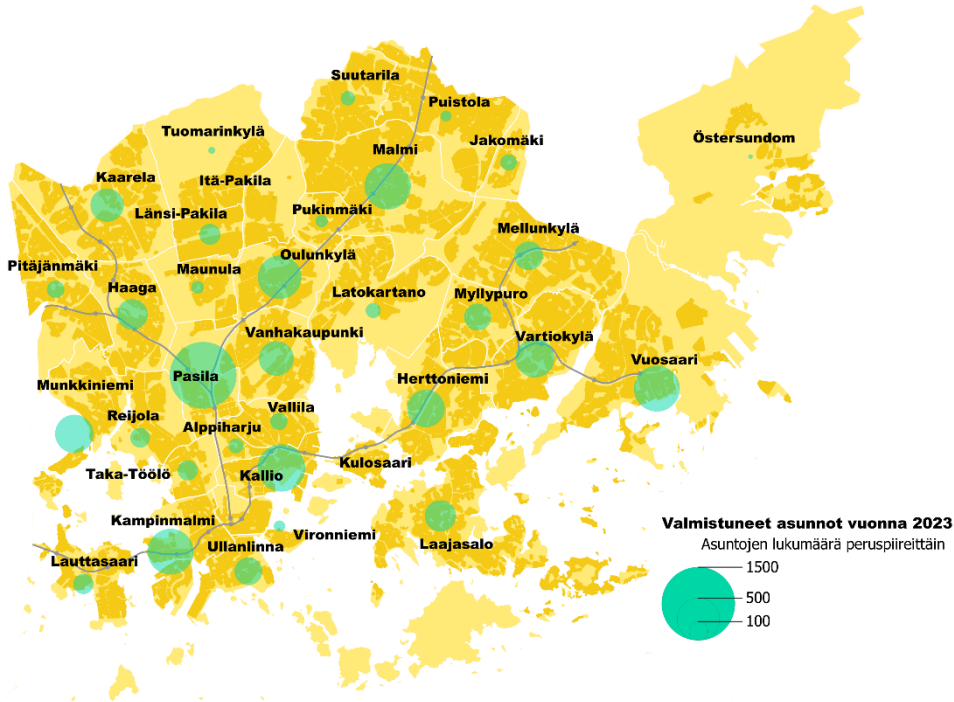 Suutarila
Puistola
Tuomarinkylä
Malmi
Jakomäki
Östersundom
Kaarela
Itä-Pakila
Länsi-Pakila
Pukinmäki
Mellunkylä
Pitäjänmäki
Maunula
Oulunkylä
Haaga
Latokartano
Myllypuro
Vanhakaupunki
Vartiokylä
Vuosaari
Munkkiniemi
Pasila
Herttoniemi
Reijola
Vallila
Alppiharju
Taka-Töölö
Kallio
Kulosaari
Kampinmalmi
Vironniemi
Lauttasaari
Ullanlinna
Laajasalo
Valmistuneet asunnot vuonna 2023
Asuntojen lukumäärä peruspiireittäin
1500
500
100